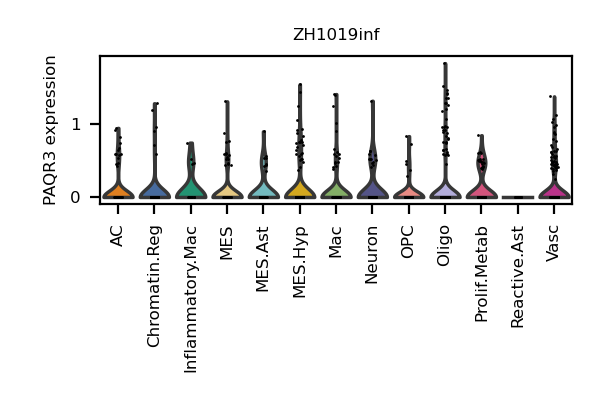 ZH1019inf
PAQR3 expression
1
0
AC
Chromatin.Reg
Inflammatory.Mac
MES
MES.Ast
MES.Hyp
Mac
Neuron
OPC
Oligo
Prolif.Metab
Reactive.Ast
Vasc